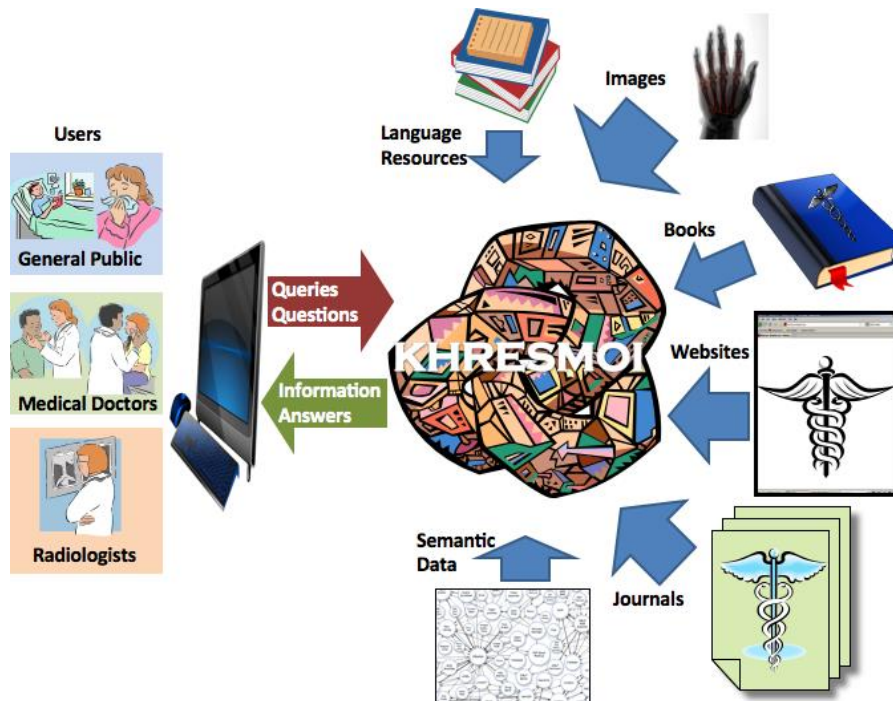 Users
General Public
Medical Doctors
Radiologists
Queries
Questions
Information
Answers
KHRESMOI
Language
Resources
Images
Books
Websites
Journals
Semantic
Data